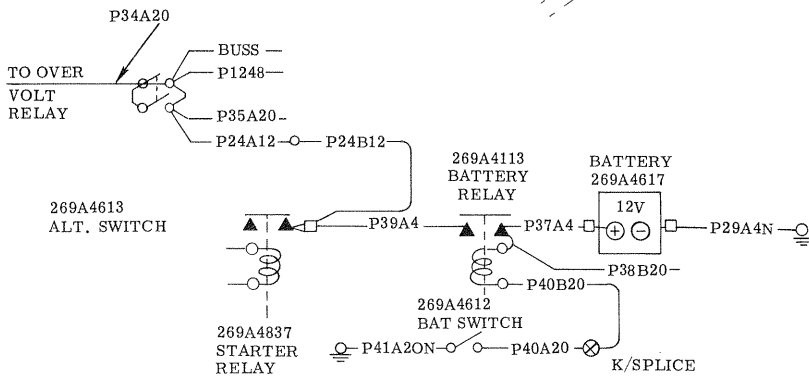 P34A20
BUSS
TO OVER
P1248
VOLT
RELAY
P35A20
P24A12
P24B12
269A4113
BATTERY
RELAY
BATTERY
269A4617
12V
269A4613
ALT. SWITCH
P39A4
P37A4
P29A4N
P38B20
P40B20
269A4612
BAT SWITCH
269A4837
STARTER
RELAY
P41A2ON
P40A20
K/SPLICE